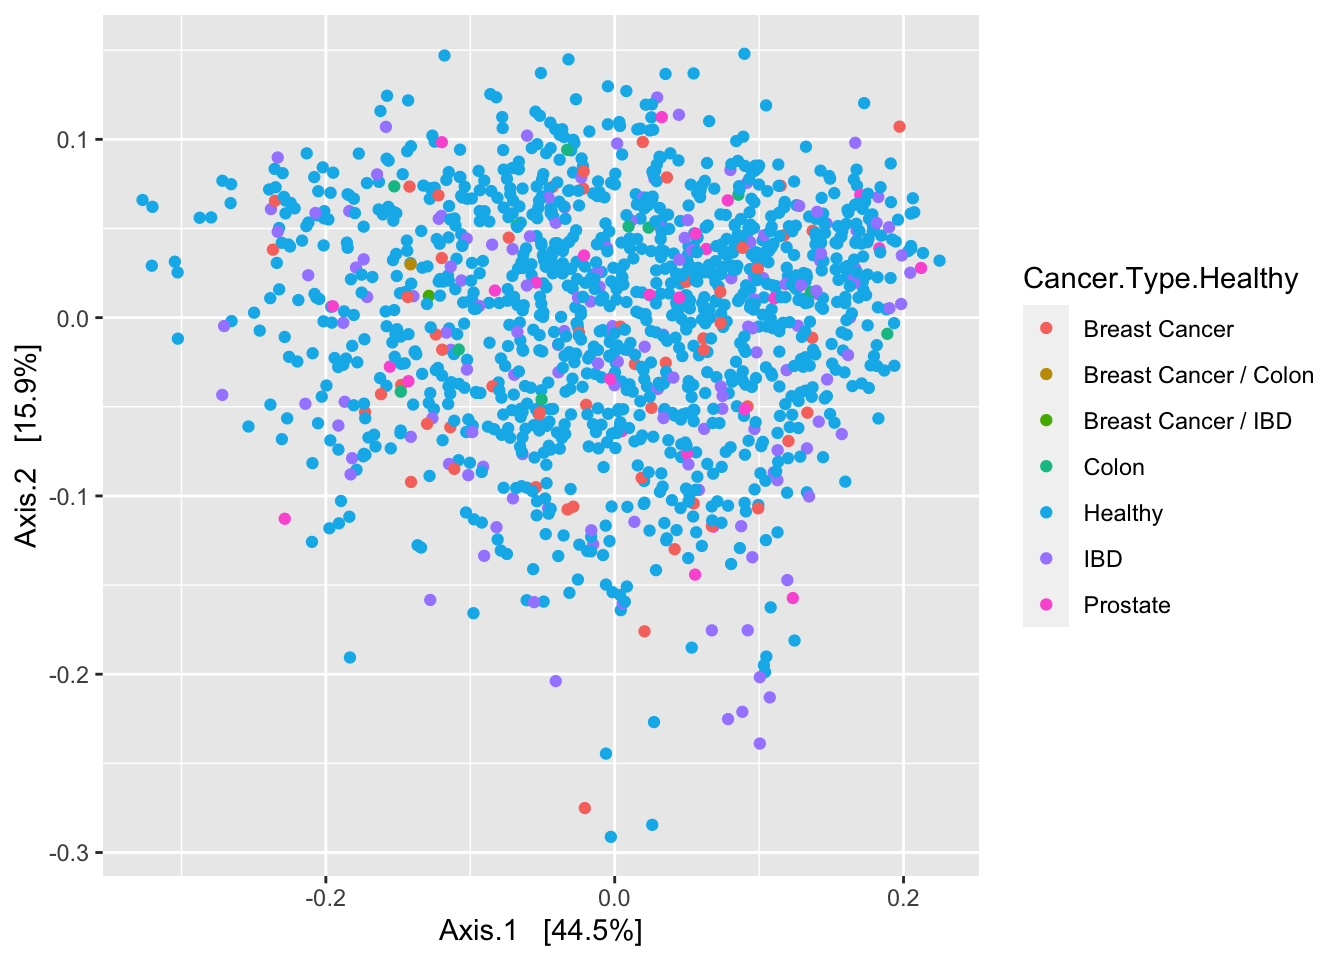 0.1
0.0
-0.1
-0.2
-0.3
Axis.2 [15.9%]
-0.2
0.0
0.2
Axis.1 [44.5%]
Cancer.Type.Healthy
Breast Cancer
Breast Cancer / Colon
Breast Cancer / IBD
Colon
Healthy
IBD
Prostate